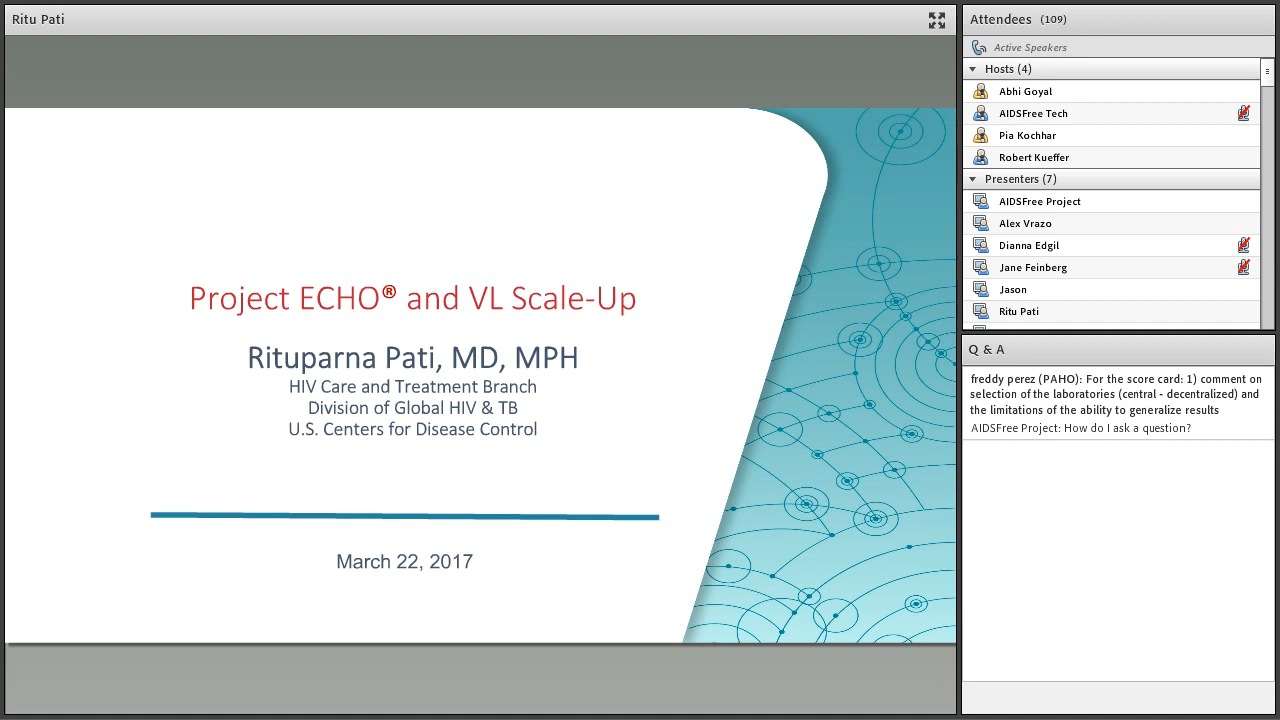 Ritu Pati
Project ECHO® and VL Scale-Up
Rituparna Pati, MD, MPH
HIV Care and Treatment Branch
Division of Global HIV & TB
U.S. Centers for Disease Control
March 22, 2017
Attendees (109)
Active Speakers
Hosts (4)
Abhi Goyal
AIDSFree Tech
Pia Kochhar
Robert Kueffer
Presenters (7)
AIDSFree Project
Alex Vrazo
Dianna Edgil
Jane Feinberg
Jason
Ritu Pati
Q & A
freddy perez (PAHO): For the score card: 1) comment on
selection of the laboratories (central - decentralized) and
the limitations of the ability to generalize results
AIDSFree Project: How do I ask a question?